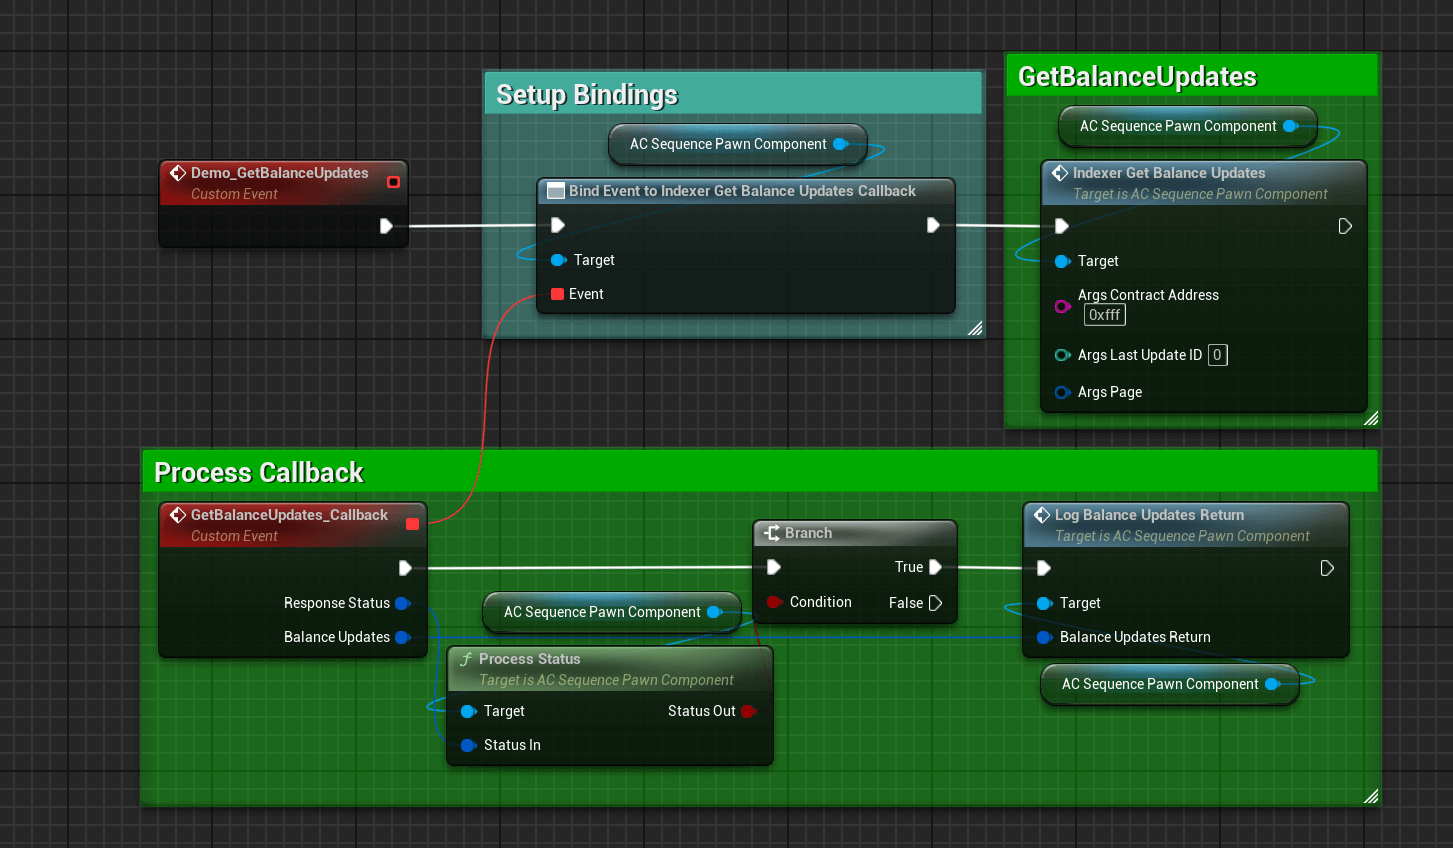 GetBalanceUpdates
Setup Bindings
AC Sequence Pawn Component
AC Sequence Pawn Component
Demo_GetBalanceUpdates
Custom Event
Bind Event to Indexer Get Balance Updates Callback
Target
Event
Indexer Get Balance Updates
Target is AC Sequence Pawn Component
Target
Args Contract Address
0xfff
Args Last Update ID 0
Args Page
Process Callback
GetBalanceUpdates_Callback
Custom Event
Response Status
Balance Updates
AC Sequence Pawn Component
Process Status
Target is AC Sequence Pawn Component
Target
Status Out
Status In
Branch
True
Condition
False
Log Balance Updates Return
Target is AC Sequence Pawn Component
Target
Balance Updates Return
AC Sequence Pawn Component